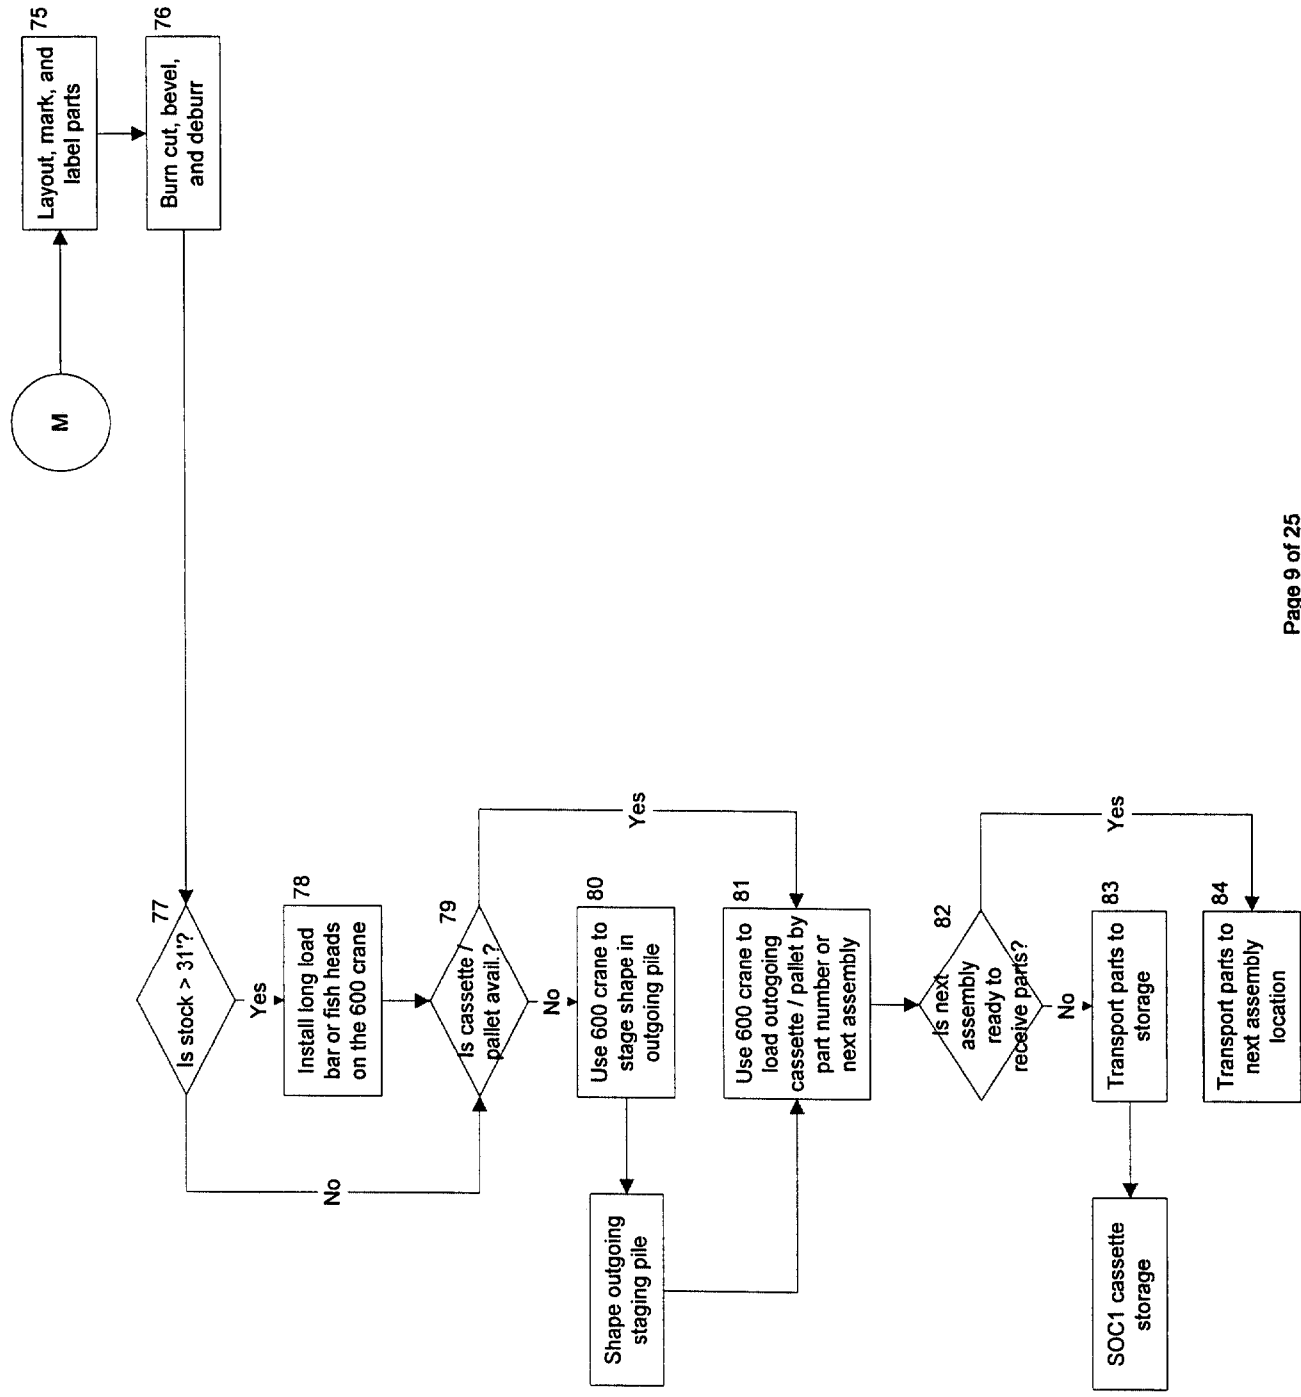 M
75
Layout, mark, and
label parts
76
Burn cut, bevel,
and deburr
77
Is stock > 31'?
Yes
No
78
Install long load
bar or fish heads
on the 600 crane
79
Is cassette /
pallet avail.?
No
Yes
80
Use 600 crane to
stage shape in
outgoing pile
Shape outgoing
staging pile
81
Use 600 crane to
load outogoing
cassette / pallet by
part number or
next assembly
82
Is next
assembly
ready to
receive parts?
No
Yes
83
Transport parts to
storage
SOC1 cassette
storage
84
Transport parts to
next assembly
location
Page 9 of 25